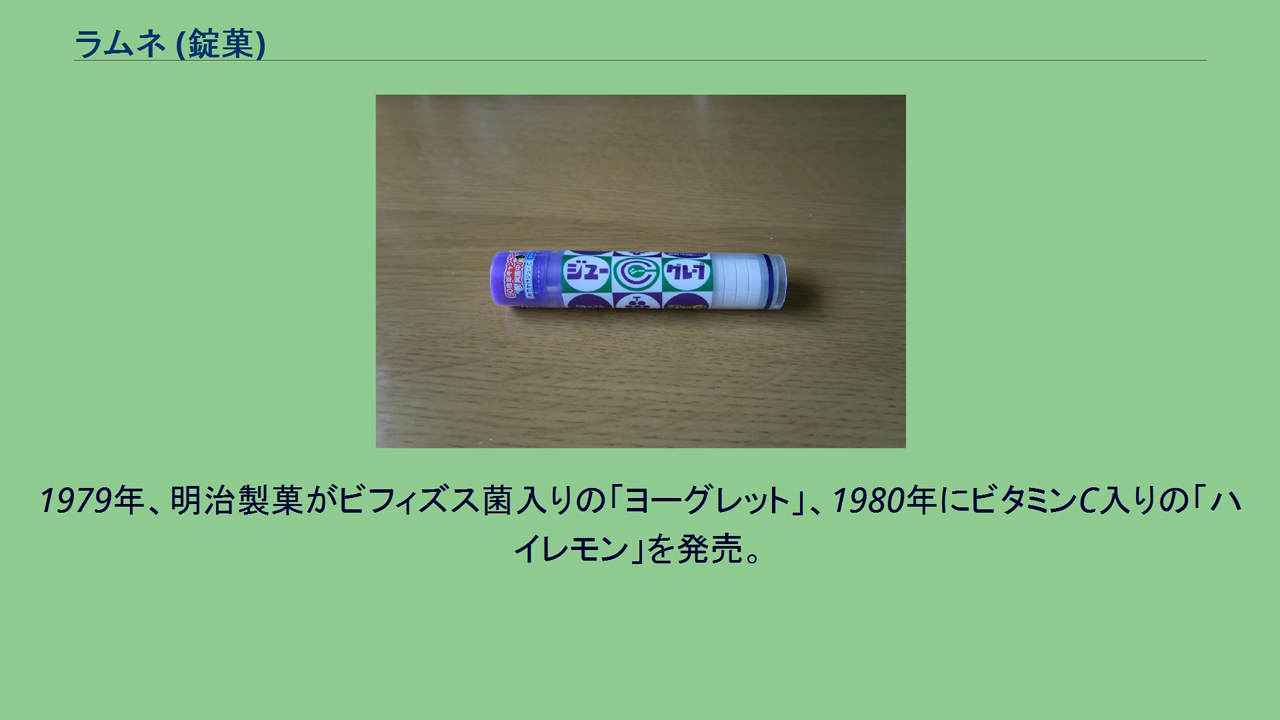 ラムネ (錠菓)
ジューC グレープ
1979年、明治製菓がビフィズス菌入りの「ヨーグレット」、1980年にビタミンC入りの「ハ
イレモン」を発売。